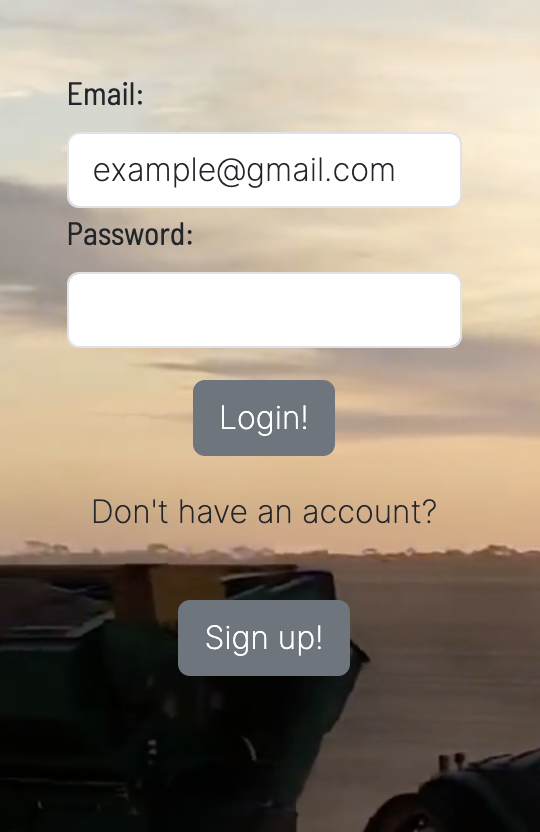 Email:
example@gmail.com
Password:
Login!
Don't have an account?
Sign up!